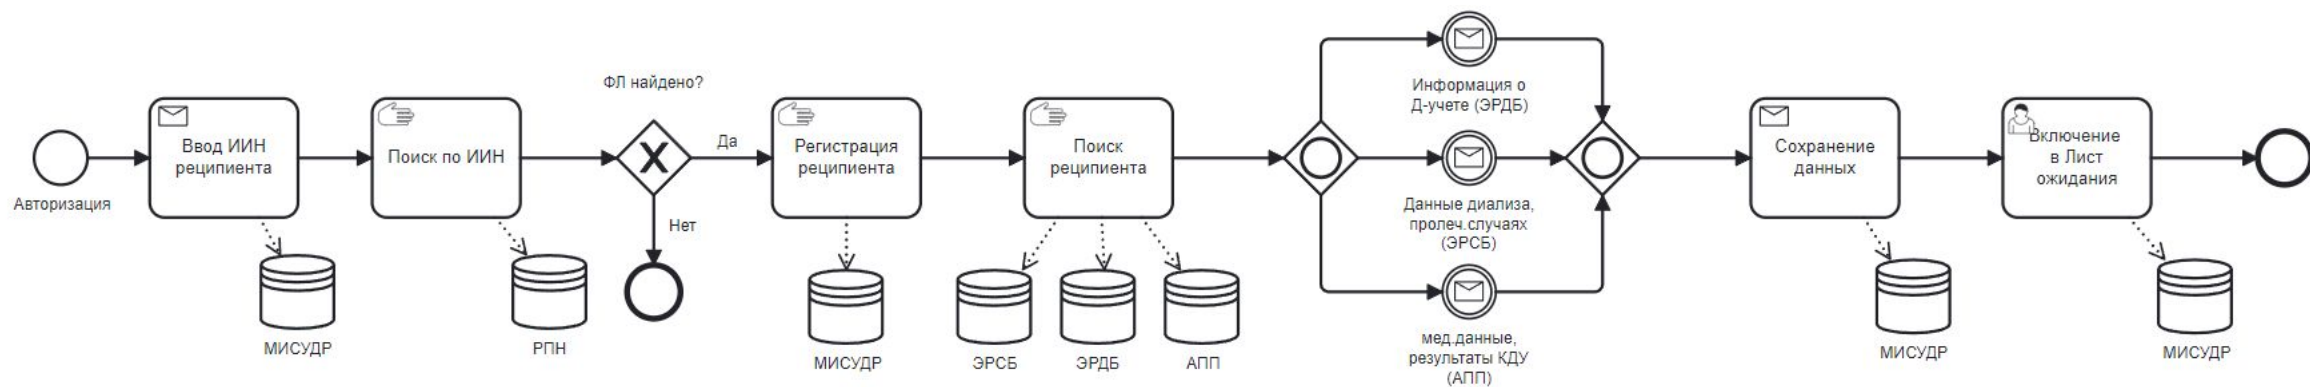 Авторизация
Ввод ИИН
реципиента
МИСУДР
Поиск по ИИН
РПН
ФЛ найдено?
Да
Нет
Регистрация
реципиента
МИСУДР
Поиск
реципиента
ЭРСБ
ЭРДБ
АПП
Информация о
Д-учете (ЭРДБ)
Данные диализа,
пролеч.случаях
(ЭРСБ)
мед.данные,
результаты КДУ
(АПП)
Сохранение
данных
МИСУДР
Включение
в Лист
ожидания
МИСУДР